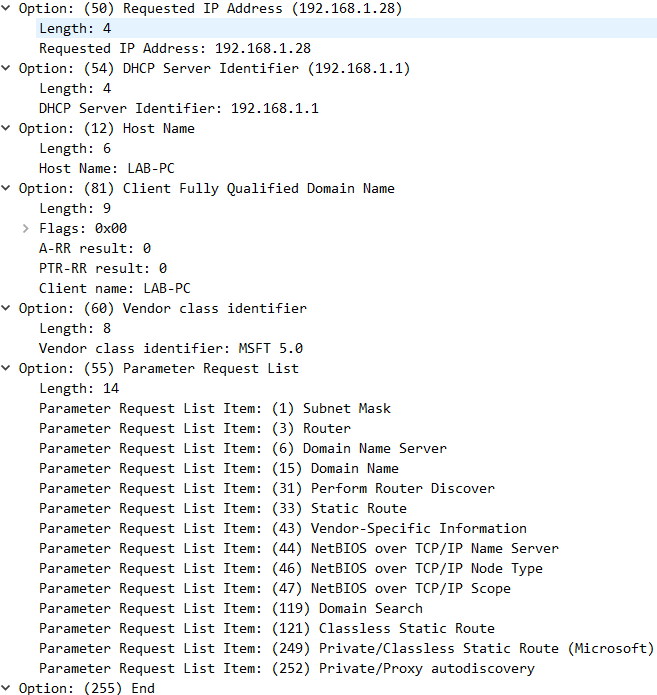 Option: (50) Requested IP Address (192.168.1.28)
Length: 4
Requested IP Address: 192.168.1.28
Option: (54) DHCP Server Identifier (192.168.1.1)
Length: 4
DHCP Server Identifier: 192.168.1.1
Option: (12) Host Name
Length: 6
Host Name: LAB-PC
Option: (81) Client Fully Qualified Domain Name
Length: 9
Flags: 0x00
A-RR result: 0
PTR-RR result: 0
Client name: LAB-PC
Option: (60) Vendor class identifier
Length: 8
Vendor class identifier: MSFT 5.0
Option: (55) Parameter Request List
Length: 14
Parameter Request List Item: (1) Subnet Mask
Parameter Request List Item: (3) Router
Parameter Request List Item: (6) Domain Name Server
Parameter Request List Item: (15) Domain Name
Parameter Request List Item: (31) Perform Router Discover
Parameter Request List Item: (33) Static Route
Parameter Request List Item: (43) Vendor-Specific Information
Parameter Request List Item: (44) NetBIOS over TCP/IP Name Server
Parameter Request List Item: (46) NetBIOS over TCP/IP Node Type
Parameter Request List Item: (47) NetBIOS over TCP/IP Scope
Parameter Request List Item: (119) Domain Search
Parameter Request List Item: (121) Classless Static Route
Parameter Request List Item: (249) Private/Classless Static Route (Microsoft)
Parameter Request List Item: (252) Private/Proxy autodiscovery
Option: (255) End